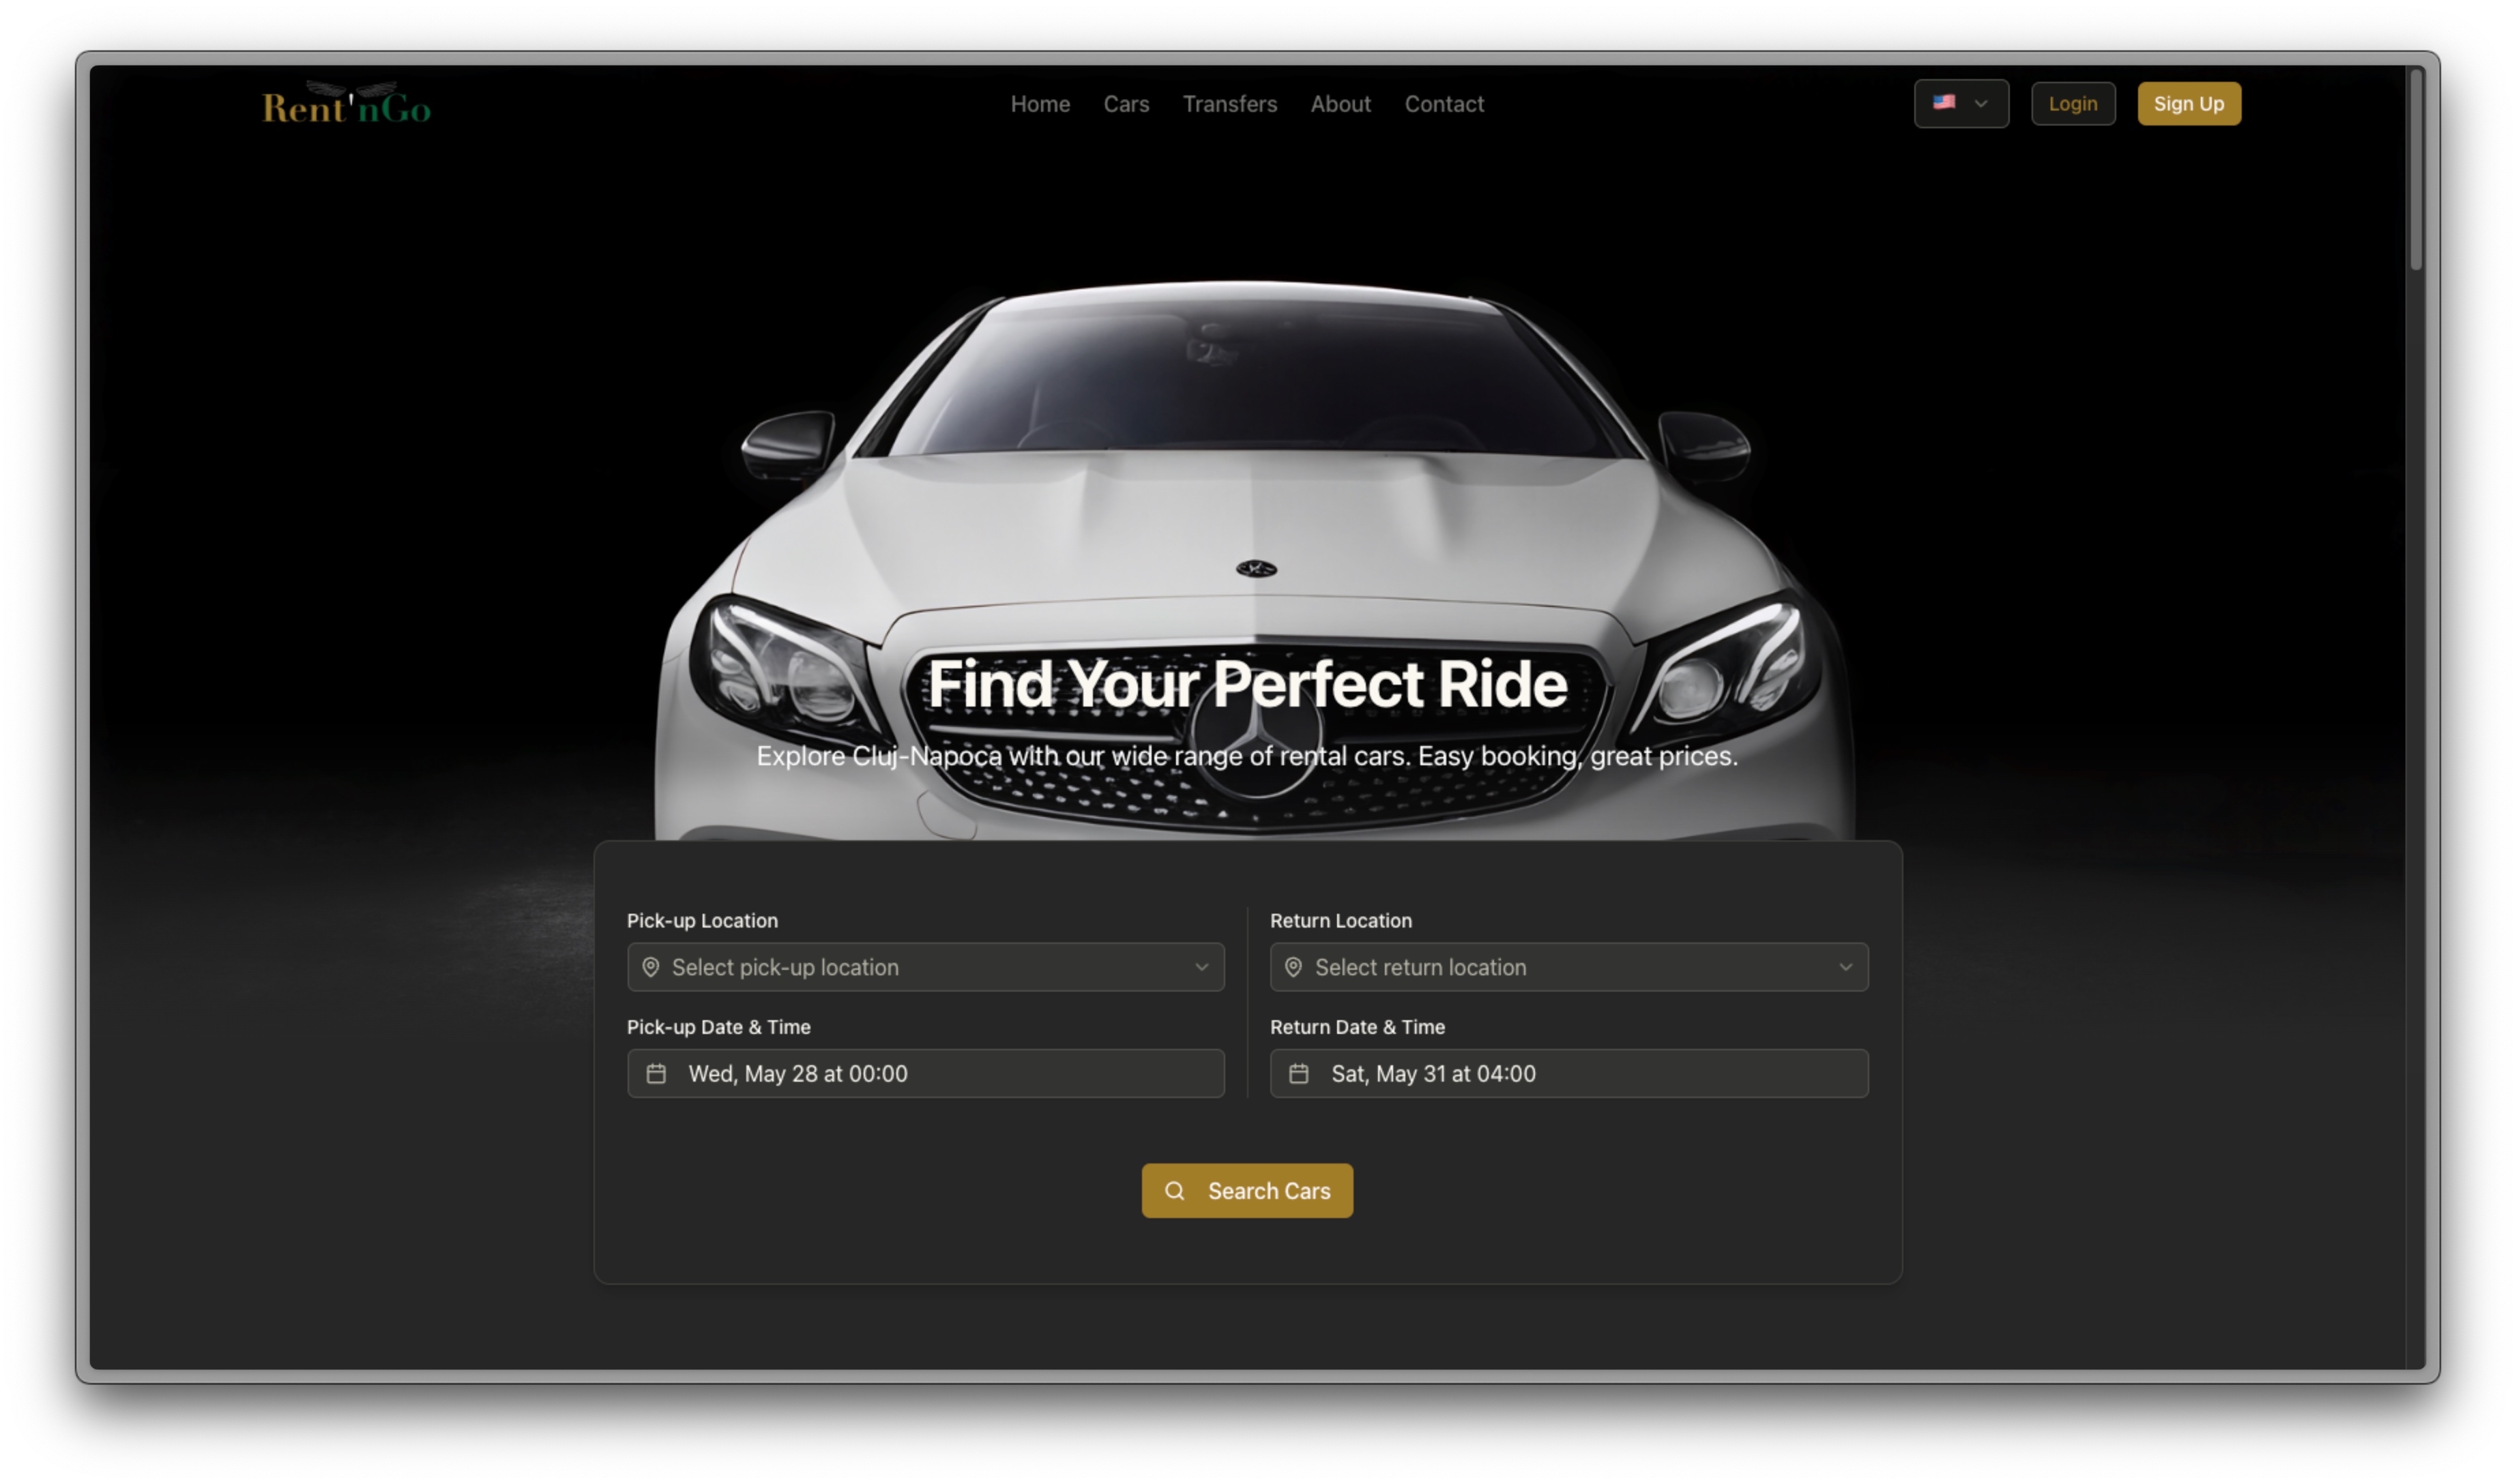 Rent'nGo
Home Cars Transfers About Contact
Login
Sign Up
Find Your Perfect Ride
Explore Cluj-Napoca with our wide range of rental cars. Easy booking, great prices.
Pick-up Location
Select pick-up location
Pick-up Date & Time
Wed, May 28 at 00:00
Return Location
Select return location
Return Date & Time
Sat, May 31 at 04:00
Search Cars